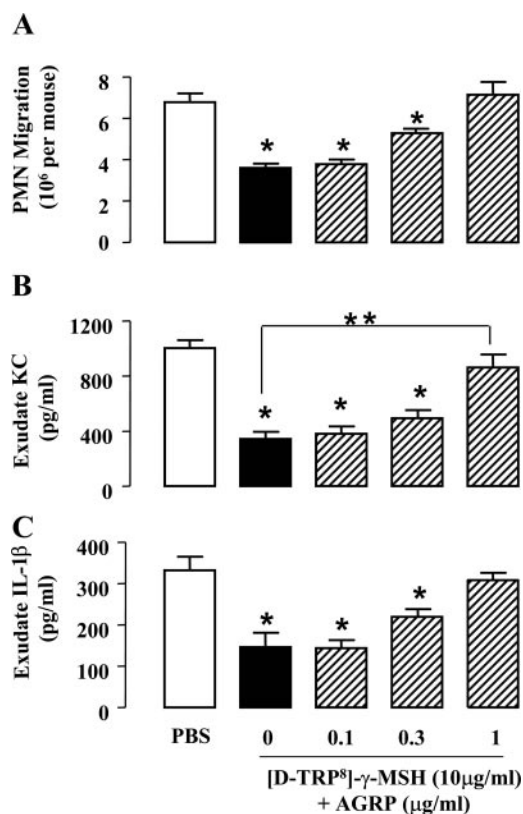 A
PMN Migration
(10⁶ per mouse)
8
6
4
2
0
*
*
*
B
Exudate KC
(pg/ml)
1200
800
400
0
**
*
*
*
C
Exudate IL-1β
(pg/ml)
400
300
200
100
0
*
*
*
PBS 0 0.1 0.3 1
[D-TRP⁸]-γ-MSH (10μg/ml)
+ AGRP (μg/ml)